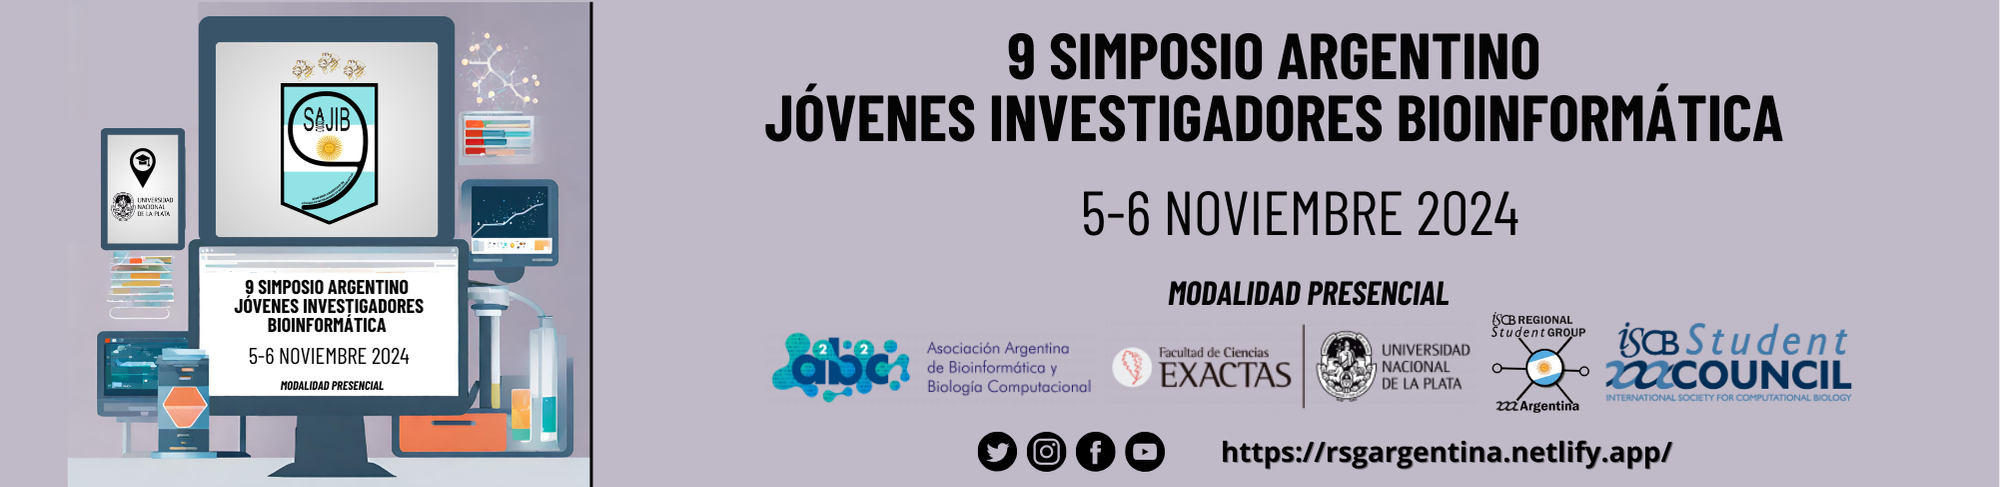 SAJIB
9
UNIVERSIDAD
NACIONAL
DE LA PLATA
9 SIMPOSIO ARGENTINO
JÓVENES INVESTIGADORES
BIOINFORMÁTICA
5-6 NOVIEMBRE 2024
MODALIDAD PRESENCIAL
9 SIMPOSIO ARGENTINO
JÓVENES INVESTIGADORES BIOINFORMÁTICA
5-6 NOVIEMBRE 2024
MODALIDAD PRESENCIAL
a2b2c
Asociación Argentina
de Bioinformática y
Biología Computacional
Facultad de Ciencias
EXACTAS
UNIVERSIDAD
NACIONAL
DE LA PLATA
iSCB REGIONAL
Student GROUP
Argentina
iSCB Student
COUNCIL
INTERNATIONAL SOCIETY FOR COMPUTATIONAL BIOLOGY
https://rsgargentina.netlify.app/